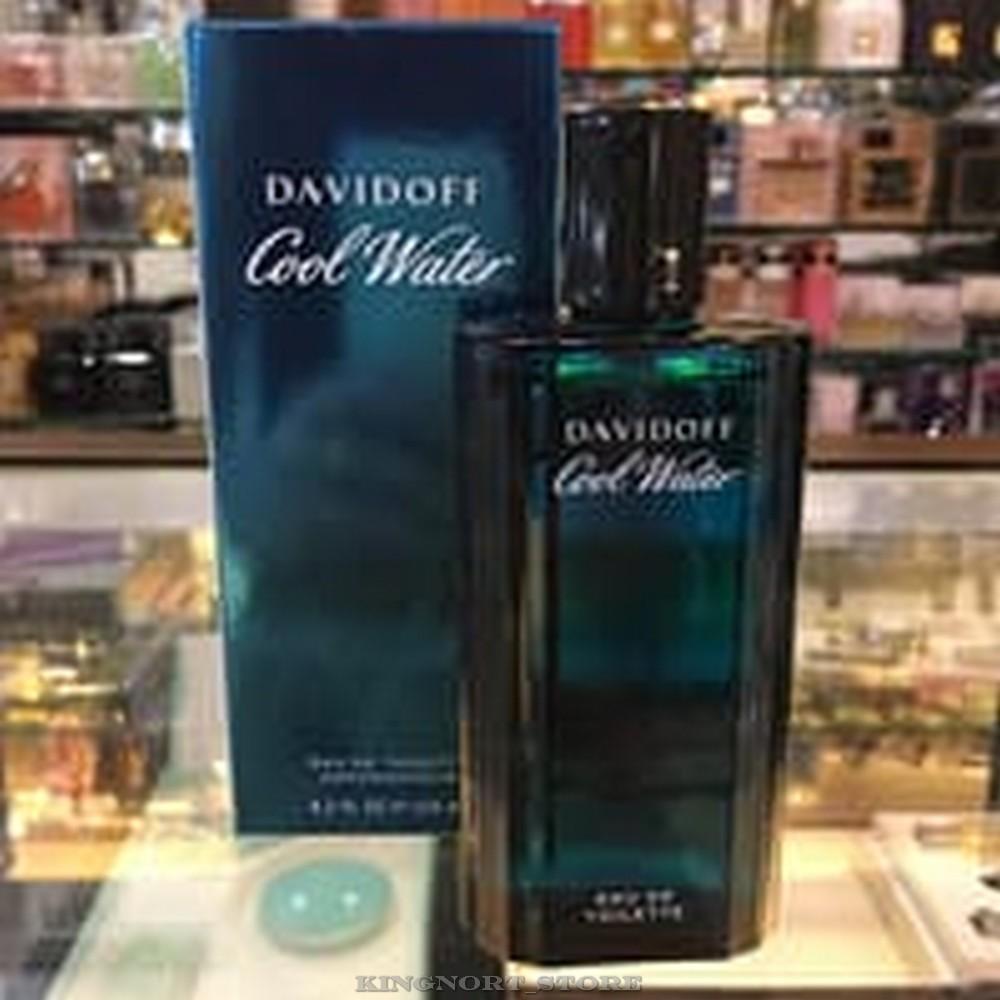 DAVIDOFF
Cool Water
DAVIDOFF
Cool Water
EAU DE
TOILETTE
KINGNORT_STORE